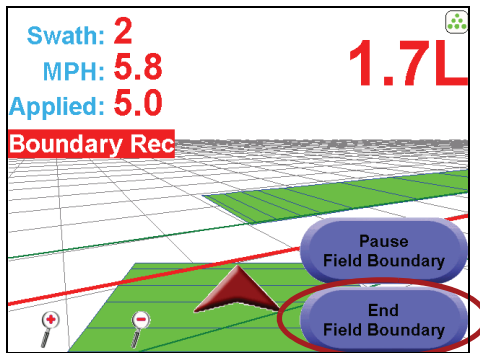 Swath: 2
1.7L
MPH: 5.8
Applied: 5.0
Boundary Rec
Pause
Field Boundary
End
Field Boundary